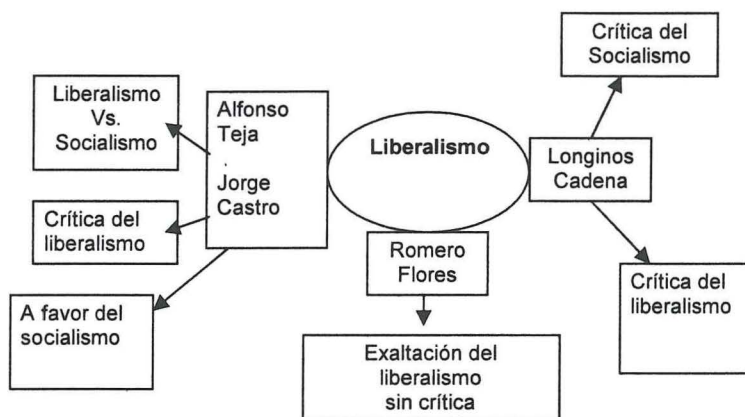 Crítica del
Socialismo
Liberalismo
Vs.
Socialismo
Alfonso
Teja
.
Jorge
Castro
Liberalismo
Longinos
Cadena
Crítica del
liberalismo
Romero
Flores
Crítica del
liberalismo
A favor del
socialismo
Exaltación del
liberalismo
sin crítica